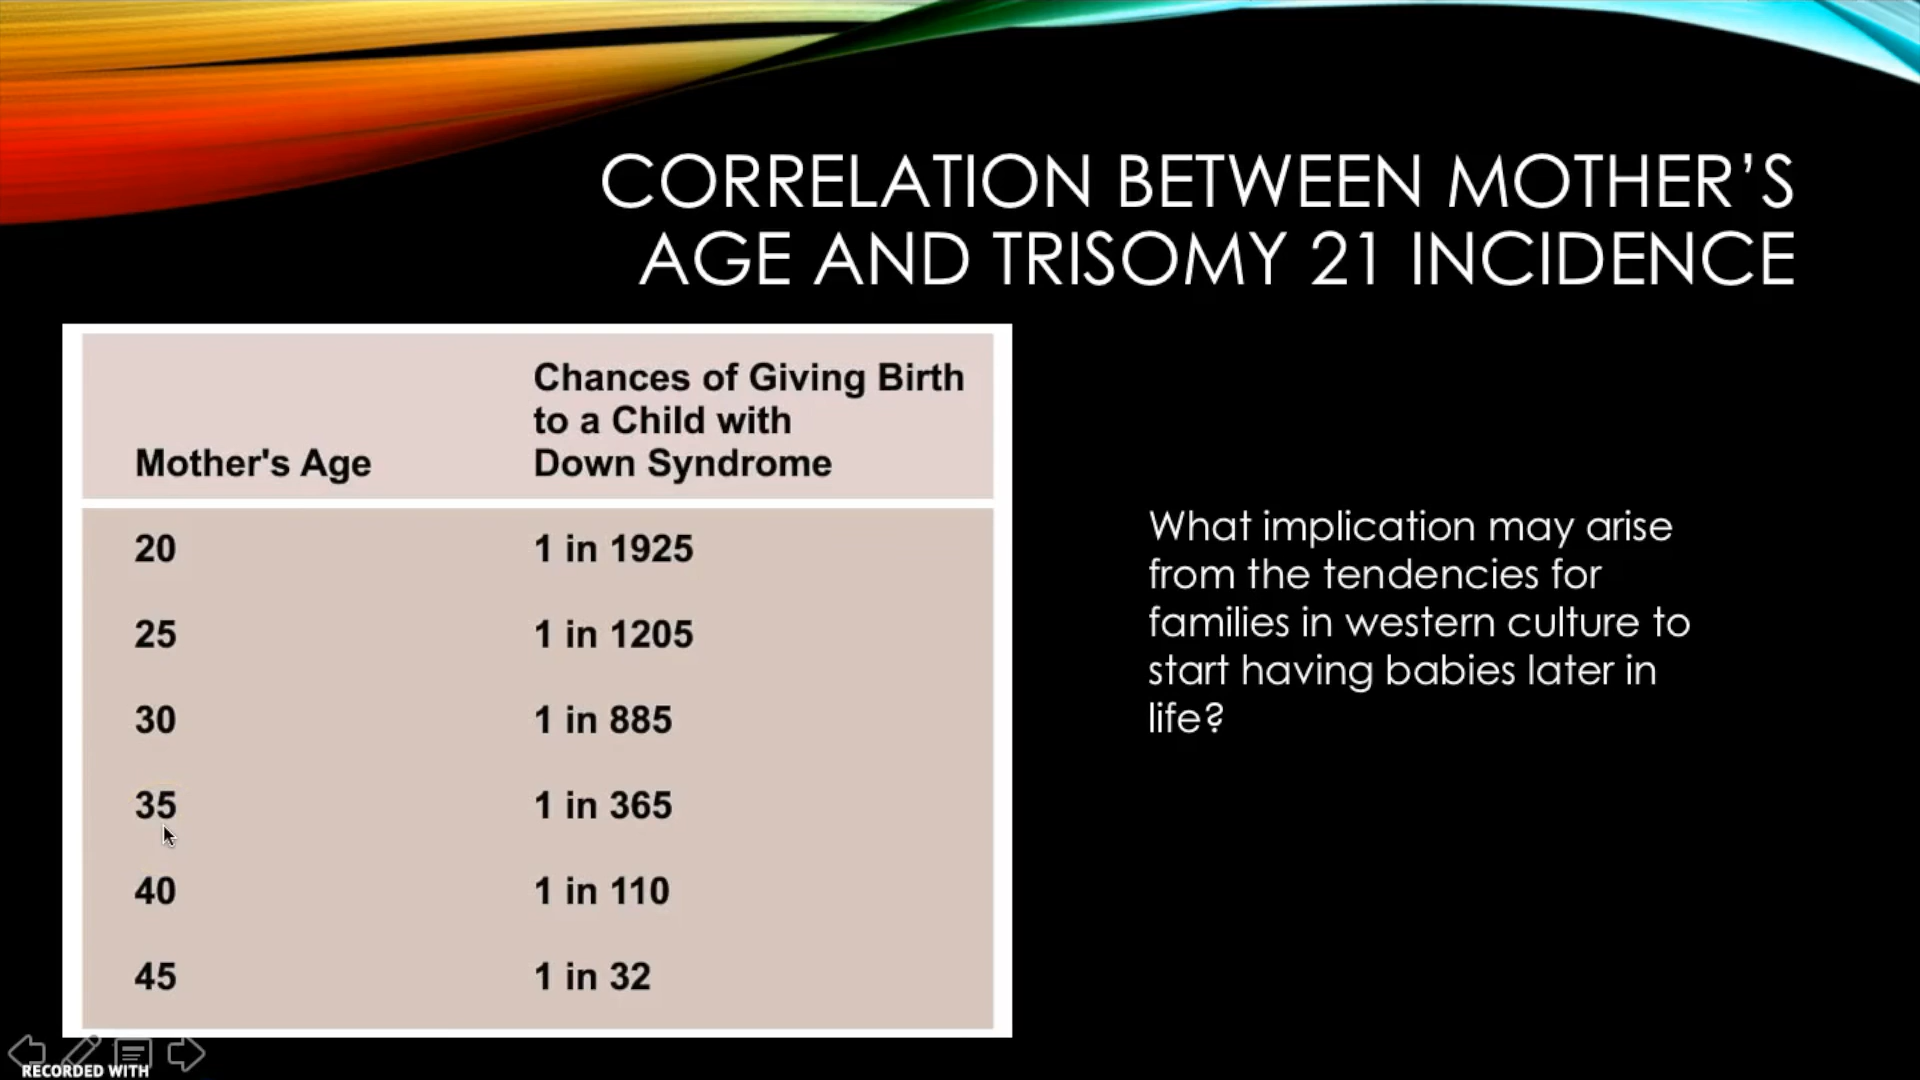 CORRELATION BETWEEN MOTHER’S
AGE AND TRISOMY 21 INCIDENCE
Chances of Giving Birth
to a Child with
Mother's Age Down Syndrome
20 1 in 1925
25 1 in 1205
30 1 in 885
35 1 in 365
40 1 in 110
45 1 in 32
What implication may arise
from the tendencies for
families in western culture to
start having babies later in
life?
RECORDED WITH